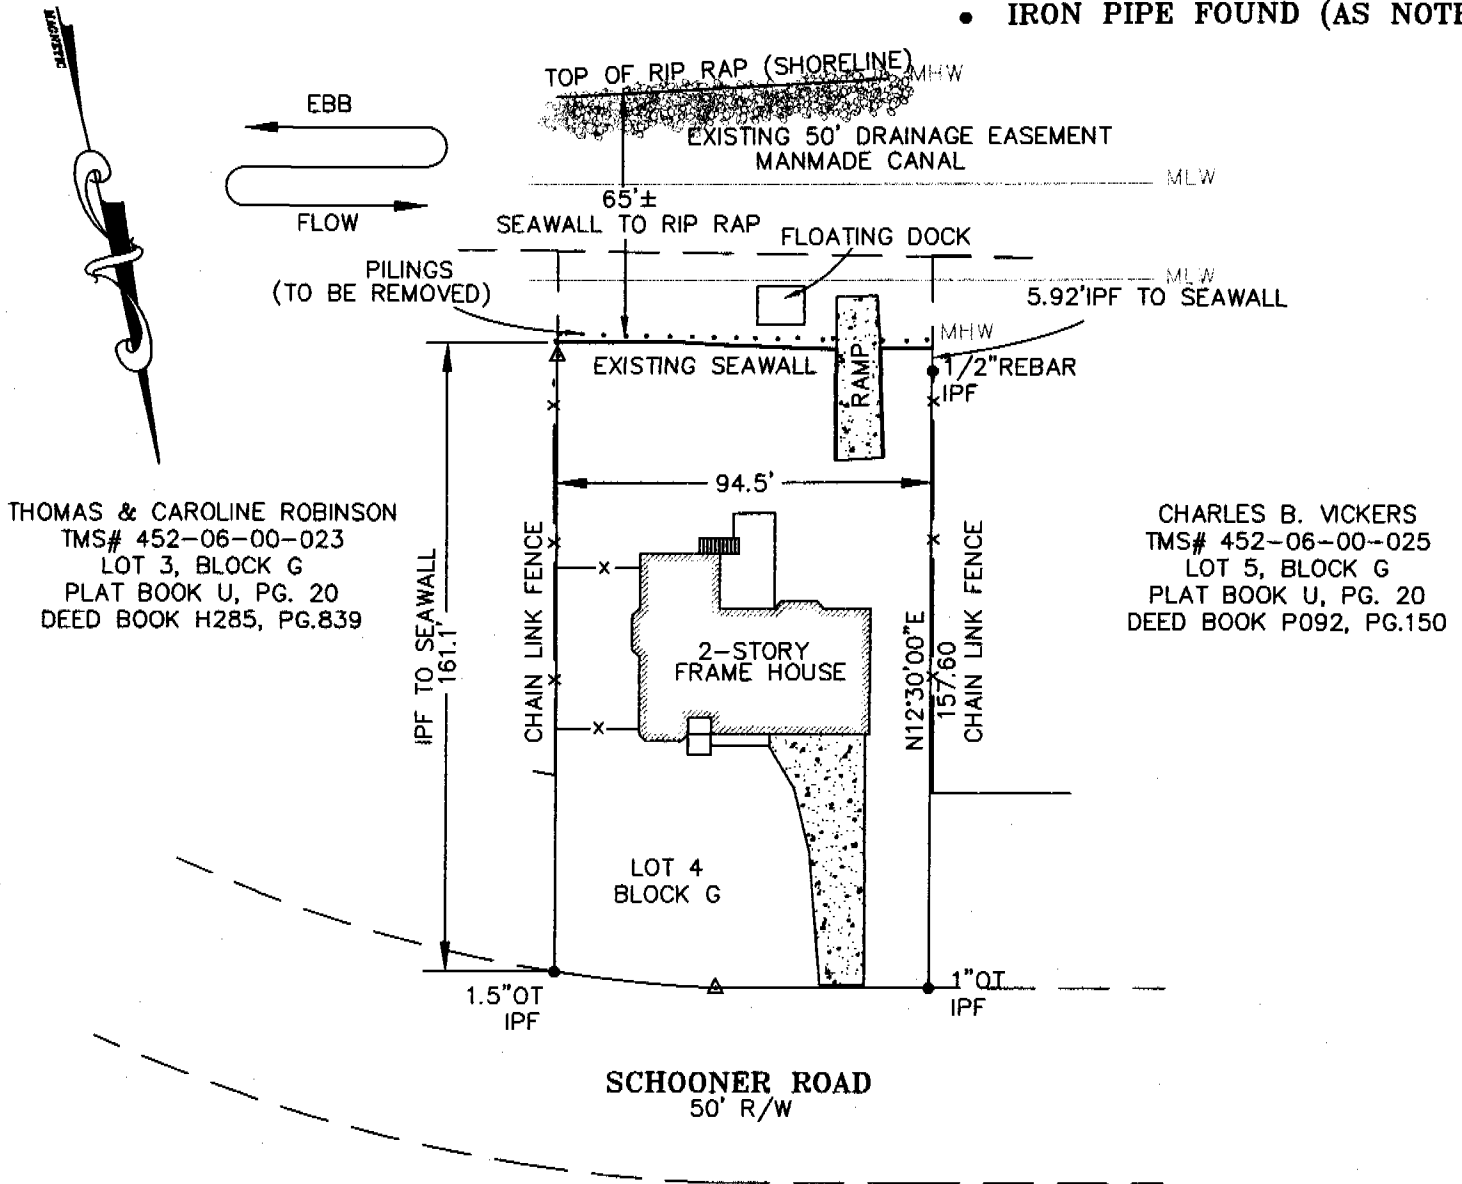 • IRON PIPE FOUND (AS NOTE
MAGNETIC
TOP OF RIP RAP (SHORELINE)
MHW
EBB
EXISTING 50' DRAINAGE EASEMENT
MANMADE CANAL
MLW
65'±
SEAWALL TO RIP RAP
FLOW
FLOATING DOCK
PILINGS
(TO BE REMOVED)
MLW
5.92'IPF TO SEAWALL
MHW
EXISTING SEAWALL
RAMP
1/2"REBAR
IPF
94.5'
THOMAS & CAROLINE ROBINSON
TMS# 452-06-00-023
LOT 3, BLOCK G
PLAT BOOK U, PG. 20
DEED BOOK H285, PG.839
CHARLES B. VICKERS
TMS# 452-06-00-025
LOT 5, BLOCK G
PLAT BOOK U, PG. 20
DEED BOOK P092, PG.150
IPF TO SEAWALL
161.1'
CHAIN LINK FENCE
X
X
X
X
X
2-STORY
FRAME HOUSE
N12°30'00"E
157.60
CHAIN LINK FENCE
X
X
X
LOT 4
BLOCK G
1.5"OT
IPF
1"OT
IPF
SCHOONER ROAD
50' R/W